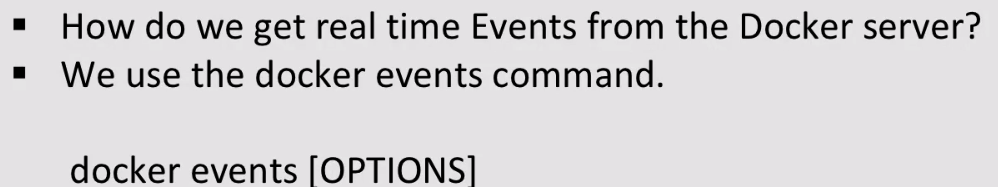 ▪ How do we get real time Events from the Docker server?
▪ We use the docker events command.
docker events [OPTIONS]